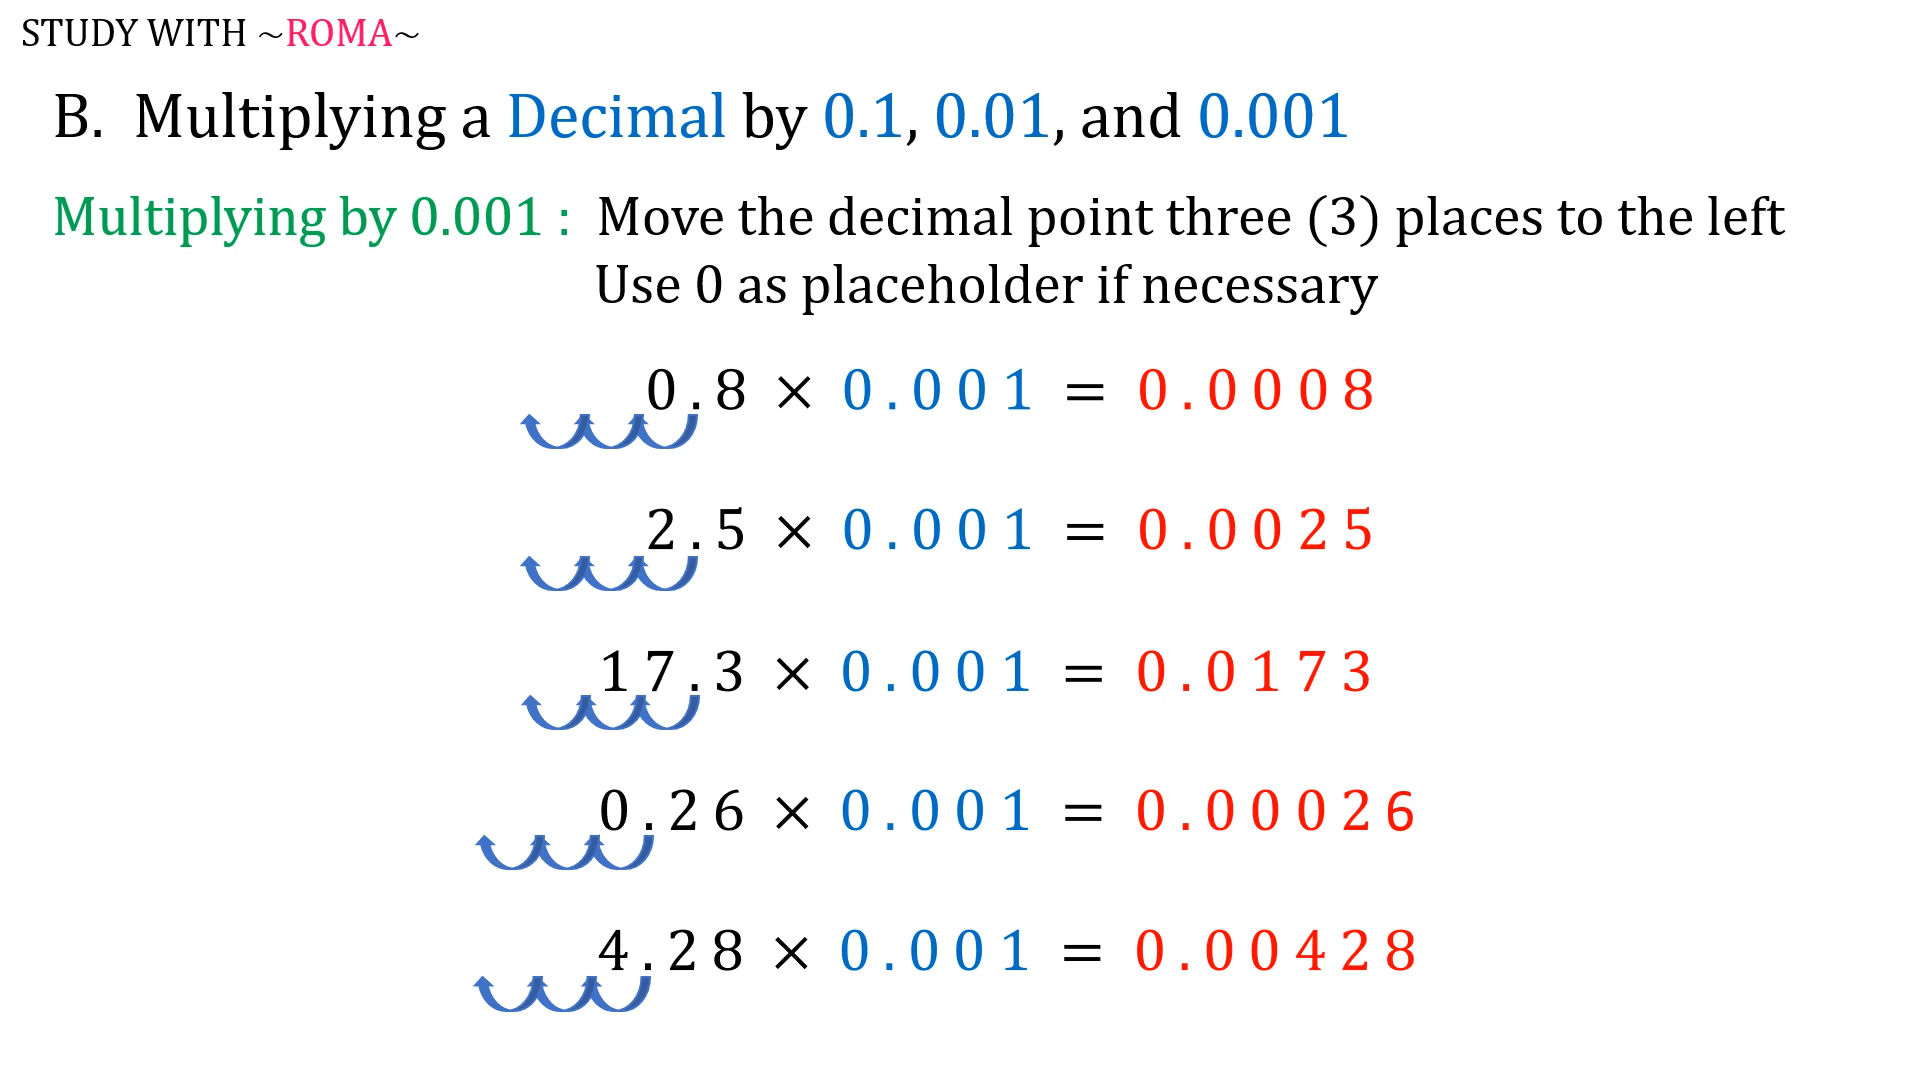 STUDY WITH ~ROMA~
B. Multiplying a Decimal by 0.1, 0.01, and 0.001
Multiplying by 0.001 : Move the decimal point three (3) places to the left
Use 0 as placeholder if necessary
0.8 × 0.001 = 0.0008
2.5 × 0.001 = 0.0025
17.3 × 0.001 = 0.0173
0.26 × 0.001 = 0.00026
4.28 × 0.001 = 0.00428